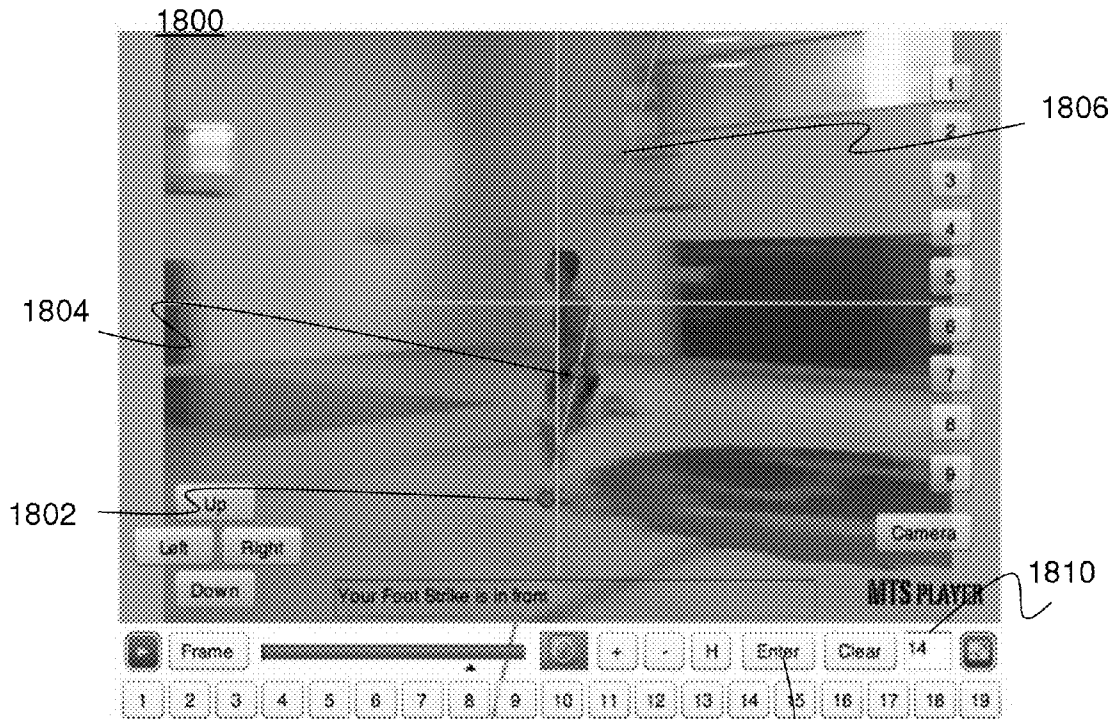 1800
1
1806
2
3
4
5
1804
6
7
8
9
Up
1802
Camera
Left Right
1810
Down Your Foot Strike is in front MTS PLAYER
Frame + - H Enter Clear 14
1 2 3 4 5 6 7 8 9 10 11 12 13 14 15 16 17 18 19